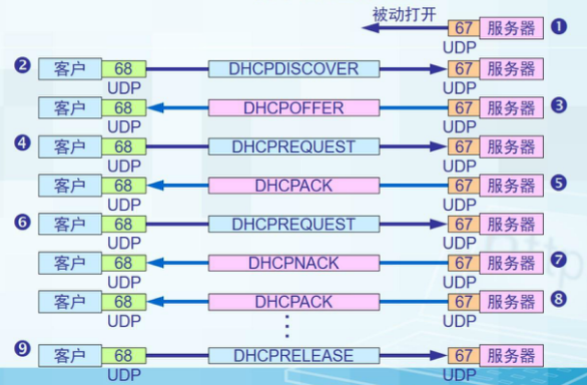 被动打开
67 服务器 ❶
UDP
❷ 客户 68 DHCPDISCOVER 67 服务器
UDP UDP
客户 68 DHCPOFFER 67 服务器 ❸
UDP UDP
❹ 客户 68 DHCPREQUEST 67 服务器
UDP UDP
客户 68 DHCPACK 67 服务器 ❺
UDP UDP
❻ 客户 68 DHCPREQUEST 67 服务器
UDP UDP
客户 68 DHCPNACK 67 服务器 ❼
UDP UDP
客户 68 DHCPACK 67 服务器 ❽
UDP UDP
❾ 客户 68 DHCPRELEASE 67 服务器
UDP UDP